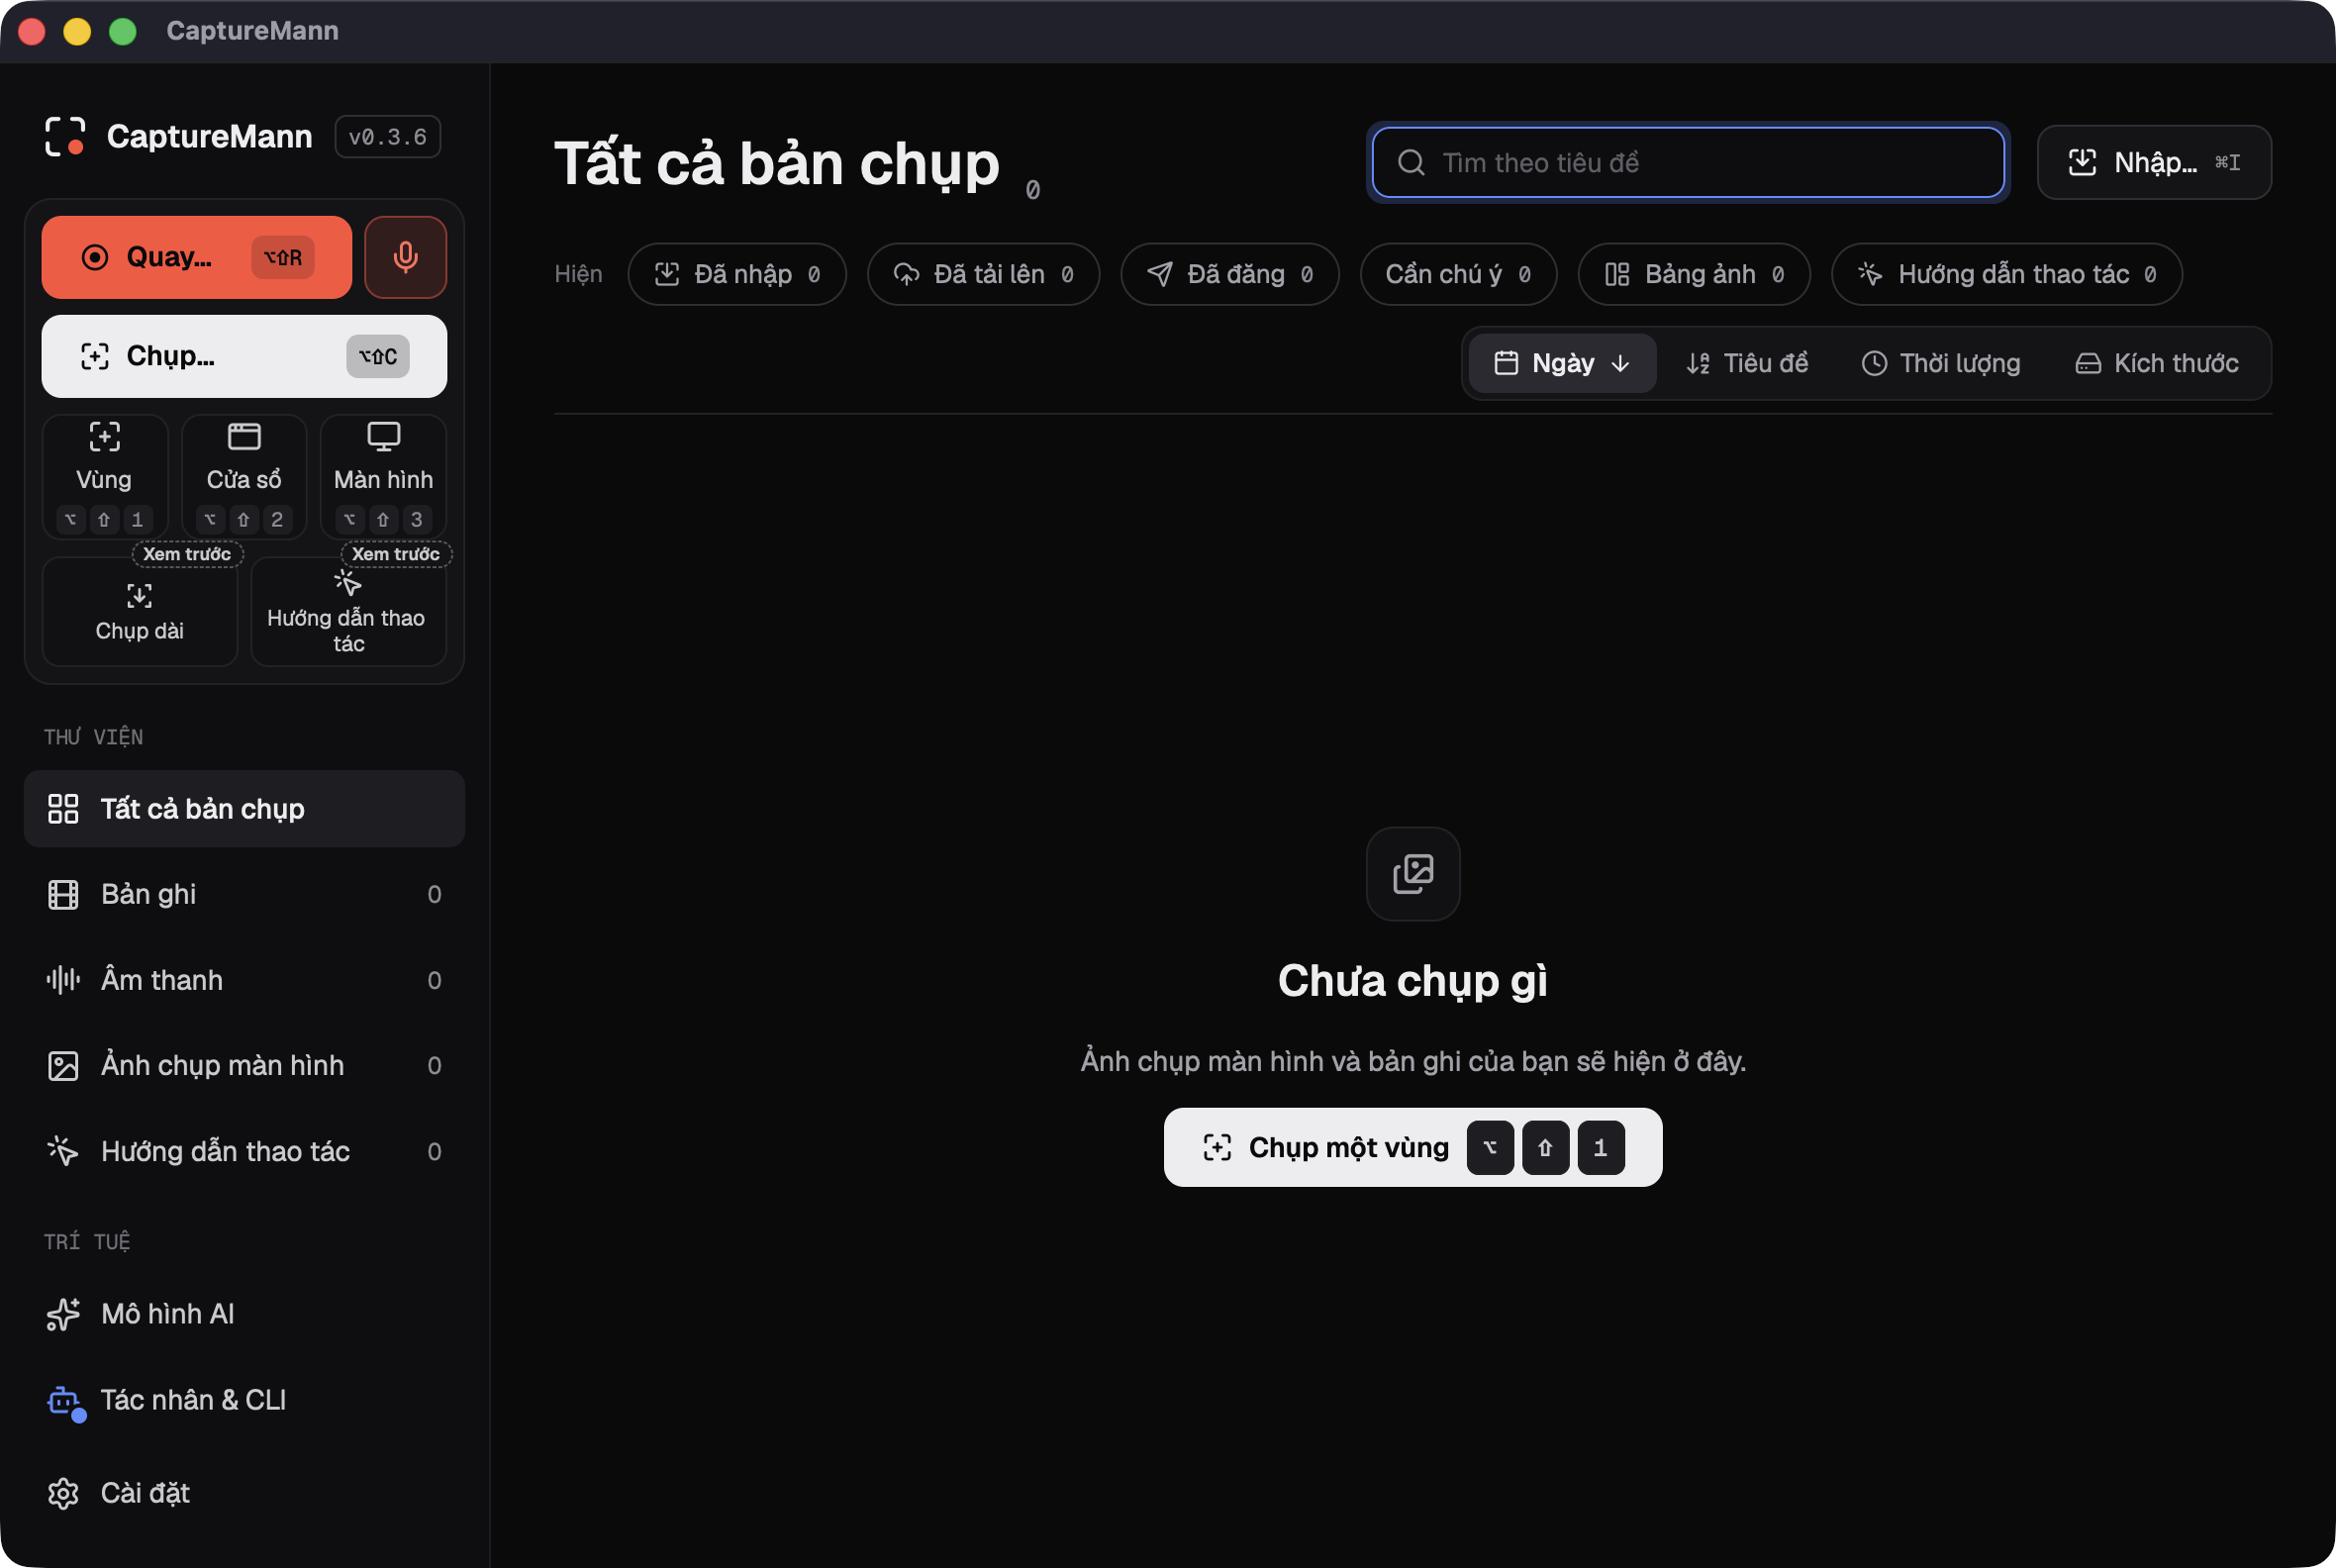 CaptureMann
CaptureMann v0.3.6
Quay... ⌥⇧R
Chụp... ⌥⇧C
Vùng Cửa sổ Màn hình
⌥ ⇧ 1 ⌥ ⇧ 2 ⌥ ⇧ 3
Xem trước Xem trước
Chụp dài
Hướng dẫn thao
tác
THƯ VIỆN
Tất cả bản chụp
Bản ghi 0
Âm thanh 0
Ảnh chụp màn hình 0
Hướng dẫn thao tác 0
TRÍ TUỆ
Mô hình AI
Tác nhân & CLI
Cài đặt
Tất cả bản chụp 0
Tìm theo tiêu đề
Nhập... ⌘I
Hiện Đã nhập 0 Đã tải lên 0 Đã đăng 0 Cần chú ý 0 Bảng ảnh 0 Hướng dẫn thao tác 0
Ngày ↓ Tiêu đề Thời lượng Kích thước
Chưa chụp gì
Ảnh chụp màn hình và bản ghi của bạn sẽ hiện ở đây.
Chụp một vùng ⌥ ⇧ 1